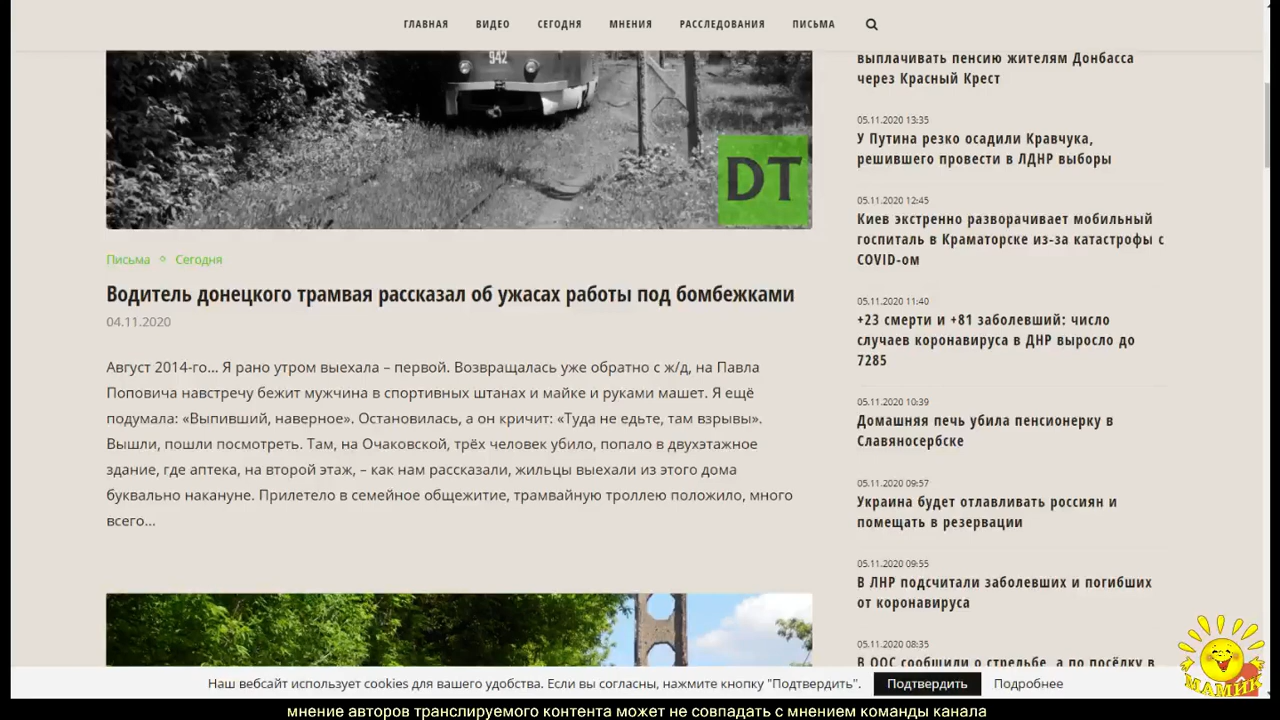 ГЛАВНАЯ ВИДЕО СЕГОДНЯ МНЕНИЯ РАССЛЕДОВАНИЯ ПИСЬМА
942
DT
Письма Сегодня
Водитель донецкого трамвая рассказал об ужасах работы под бомбежками
04.11.2020
Август 2014-го... Я рано утром выехала – первой. Возвращалась уже обратно с ж/д, на Павла
Поповича навстречу бежит мужчина в спортивных штанах и майке и руками машет. Я ещё
подумала: «Выпивший, наверное». Остановилась, а он кричит: «Туда не едьте, там взрывы».
Вышли, пошли посмотреть. Там, на Очаковской, трёх человек убило, попало в двухэтажное
здание, где аптека, на второй этаж, – как нам рассказали, жильцы выехали из этого дома
буквально накануне. Прилетело в семейное общежитие, трамвайную троллею положило, много
всего...
выплачивать пенсию жителям Донбасса
через Красный Крест
05.11.2020 13:35
У Путина резко осадили Кравчука,
решившего провести в ЛДНР выборы
05.11.2020 12:45
Киев экстренно разворачивает мобильный
госпиталь в Краматорске из-за катастрофы с
COVID-ом
05.11.2020 11:40
+23 смерти и +81 заболевший: число
случаев коронавируса в ДНР выросло до
7285
05.11.2020 10:39
Домашняя печь убила пенсионерку в
Славяносербске
05.11.2020 09:57
Украина будет отлавливать россиян и
помещать в резервации
05.11.2020 09:55
В ЛНР подсчитали заболевших и погибших
от коронавируса
05.11.2020 08:35
В ООС сообщили о стрельбе, а по посёлку в
Наш вебсайт использует cookies для вашего удобства. Если вы согласны, нажмите кнопку "Подтвердить". Подтвердить Подробнее
МАМИК
мнение авторов транслируемого контента может не совпадать с мнением команды канала